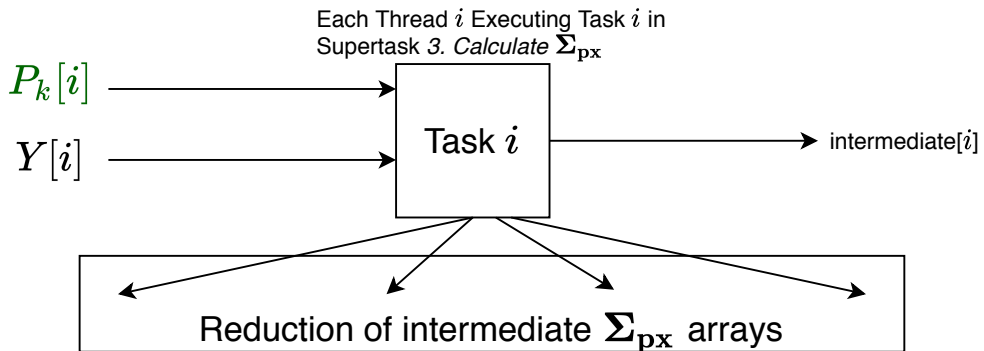 Each Thread i Executing Task i in
Supertask 3. Calculate Σpx
Pk[i]
Y[i]
Task i
intermediate[i]
Reduction of intermediate Σpx arrays